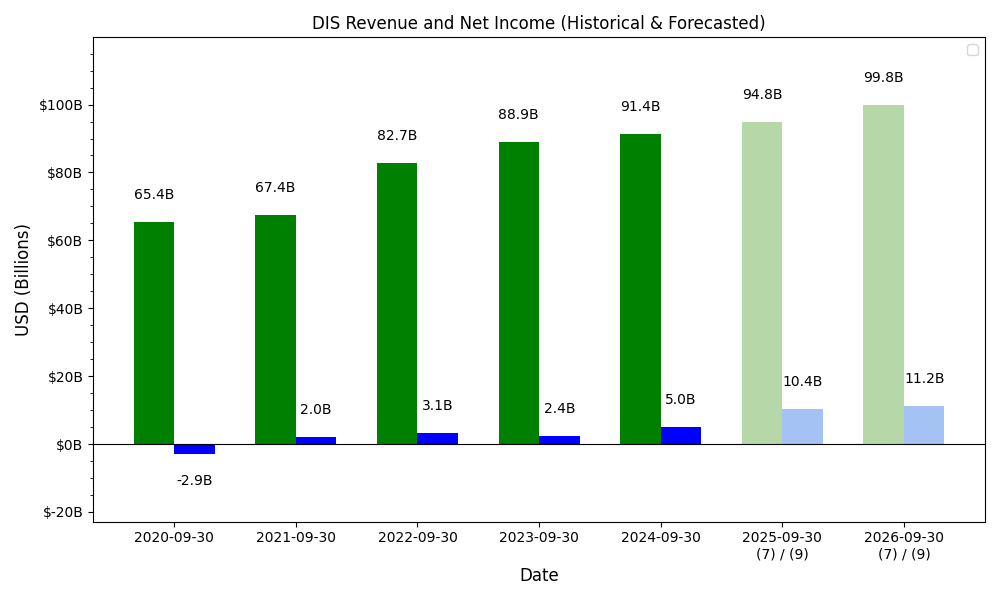 DIS Revenue and Net Income (Historical & Forecasted)
USD (Billions)
$100B
$80B
$60B
$40B
$20B
$0B
$-20B
65.4B
-2.9B
67.4B
2.0B
82.7B
3.1B
88.9B
2.4B
91.4B
5.0B
94.8B
10.4B
99.8B
11.2B
2020-09-30
2021-09-30
2022-09-30
2023-09-30
2024-09-30
2025-09-30
(7) / (9)
2026-09-30
(7) / (9)
Date